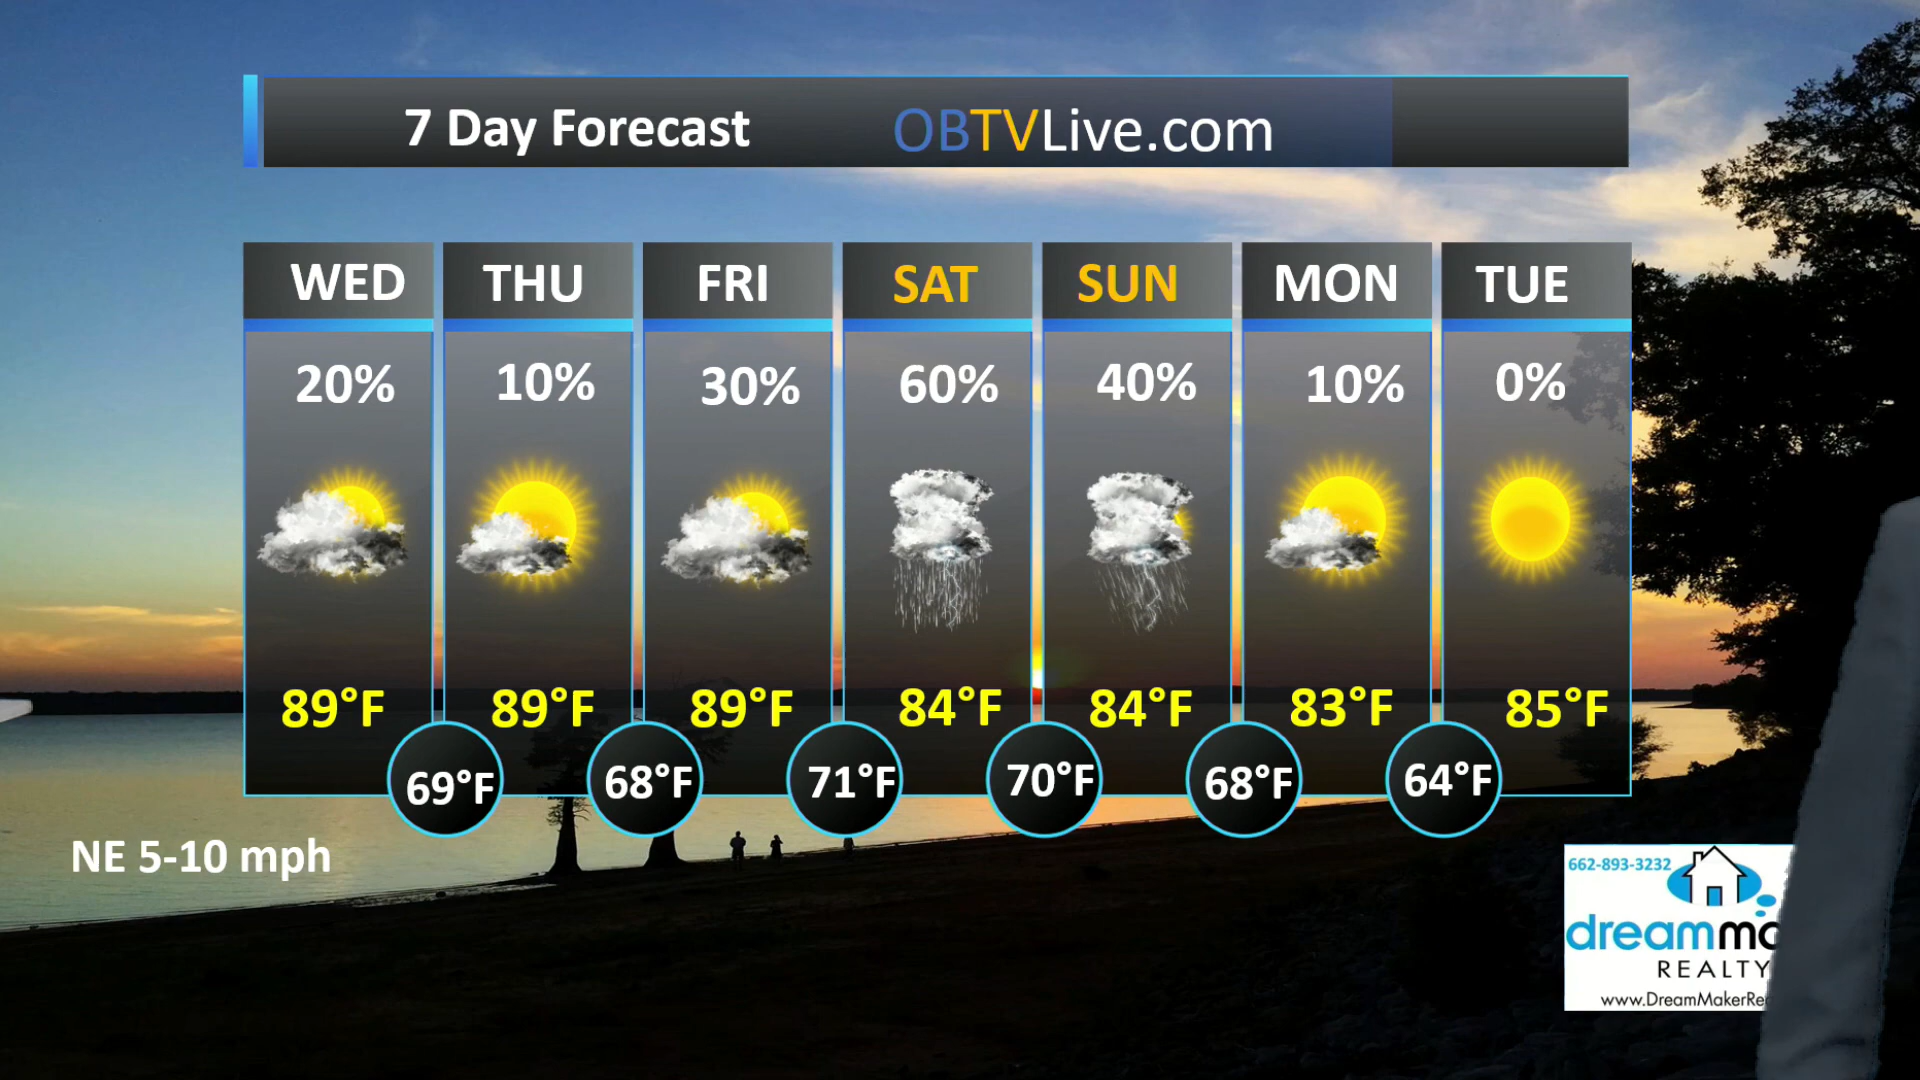 7 Day Forecast OBTVLive.com
WED THU FRI SAT SUN MON TUE
20% 10% 30% 60% 40% 10% 0%
89°F 89°F 89°F 84°F 84°F 83°F 85°F
69°F 68°F 71°F 70°F 68°F 64°F
NE 5-10 mph
662-893-3232
REALTY